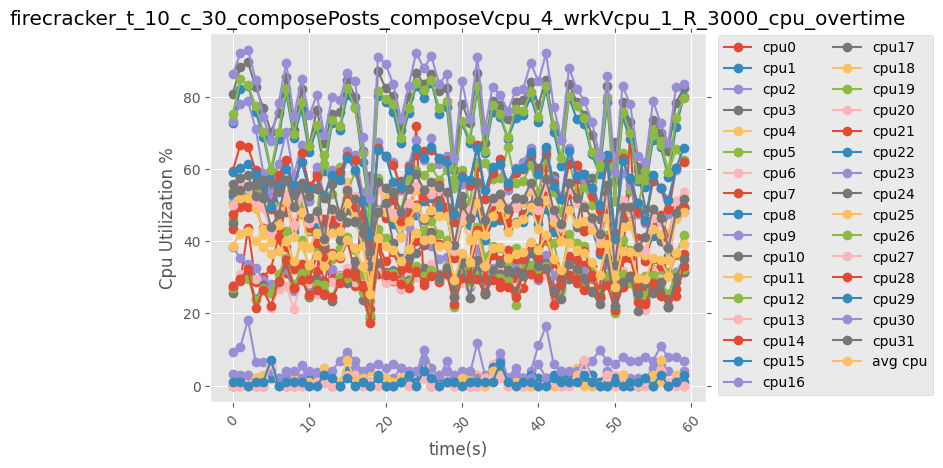 firecracker_t_10_c_30_composePosts_composeVcpu_4_wrkVcpu_1_R_3000_cpu_overtime
Cpu Utilization %
80
60
40
20
0
0
10
20
30
40
50
60
time(s)
cpu0
cpu1
cpu2
cpu3
cpu4
cpu5
cpu6
cpu7
cpu8
cpu9
cpu10
cpu11
cpu12
cpu13
cpu14
cpu15
cpu16
cpu17
cpu18
cpu19
cpu20
cpu21
cpu22
cpu23
cpu24
cpu25
cpu26
cpu27
cpu28
cpu29
cpu30
cpu31
avg cpu